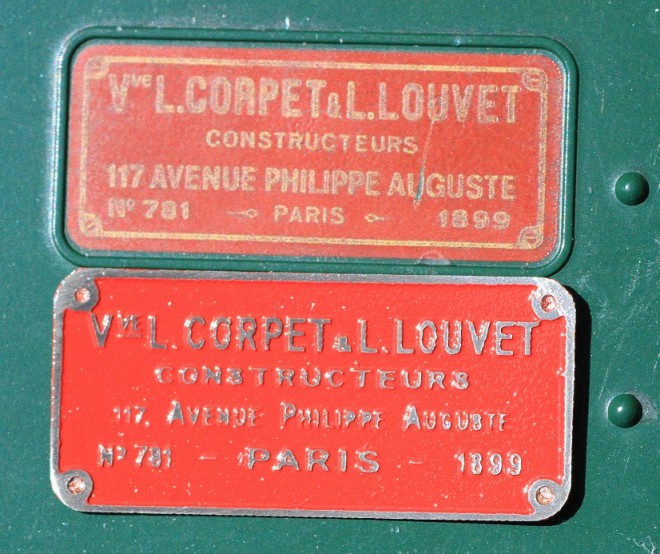 Vve L. CORPET & L. LOUVET
CONSTRUCTEURS
117 AVENUE PHILIPPE AUGUSTE
No 781 PARIS 1899
Vve L. CORPET & L. LOUVET
CONSTRUCTEURS
117, AVENUE PHILIPPE AUGUSTE
No 781 - PARIS - 1899